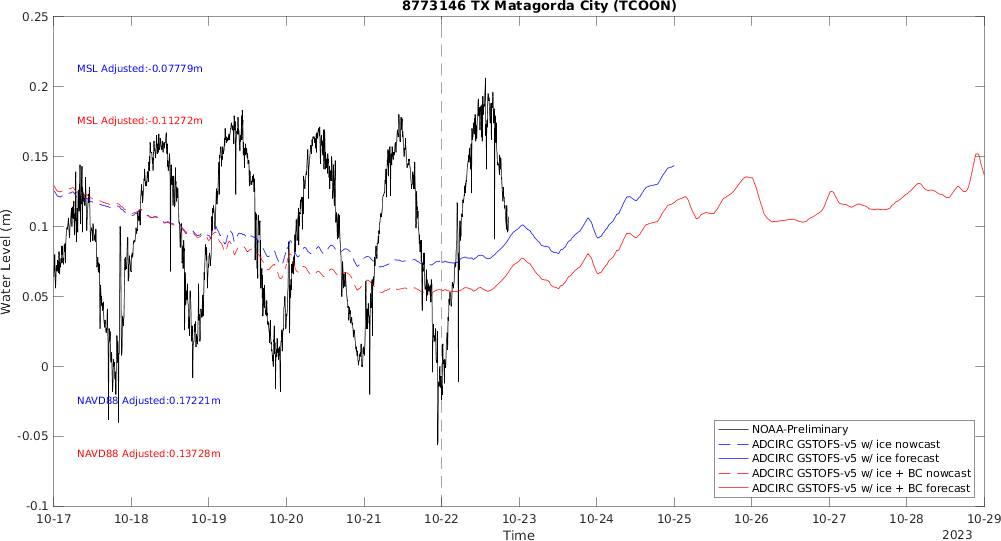 8773146 TX Matagorda City (TCOON)
0.25
0.2
0.15
0.1
0.05
0
-0.05
-0.1
Water Level (m)
MSL Adjusted:-0.07779m
MSL Adjusted:-0.11272m
NAVD88 Adjusted:0.17221m
NAVD88 Adjusted:0.13728m
NOAA-Preliminary
ADCIRC GSTOFS-v5 w/ ice nowcast
ADCIRC GSTOFS-v5 w/ ice forecast
ADCIRC GSTOFS-v5 w/ ice + BC nowcast
ADCIRC GSTOFS-v5 w/ ice + BC forecast
10-17 10-18 10-19 10-20 10-21 10-22 10-23 10-24 10-25 10-26 10-27 10-28 10-29
Time
2023